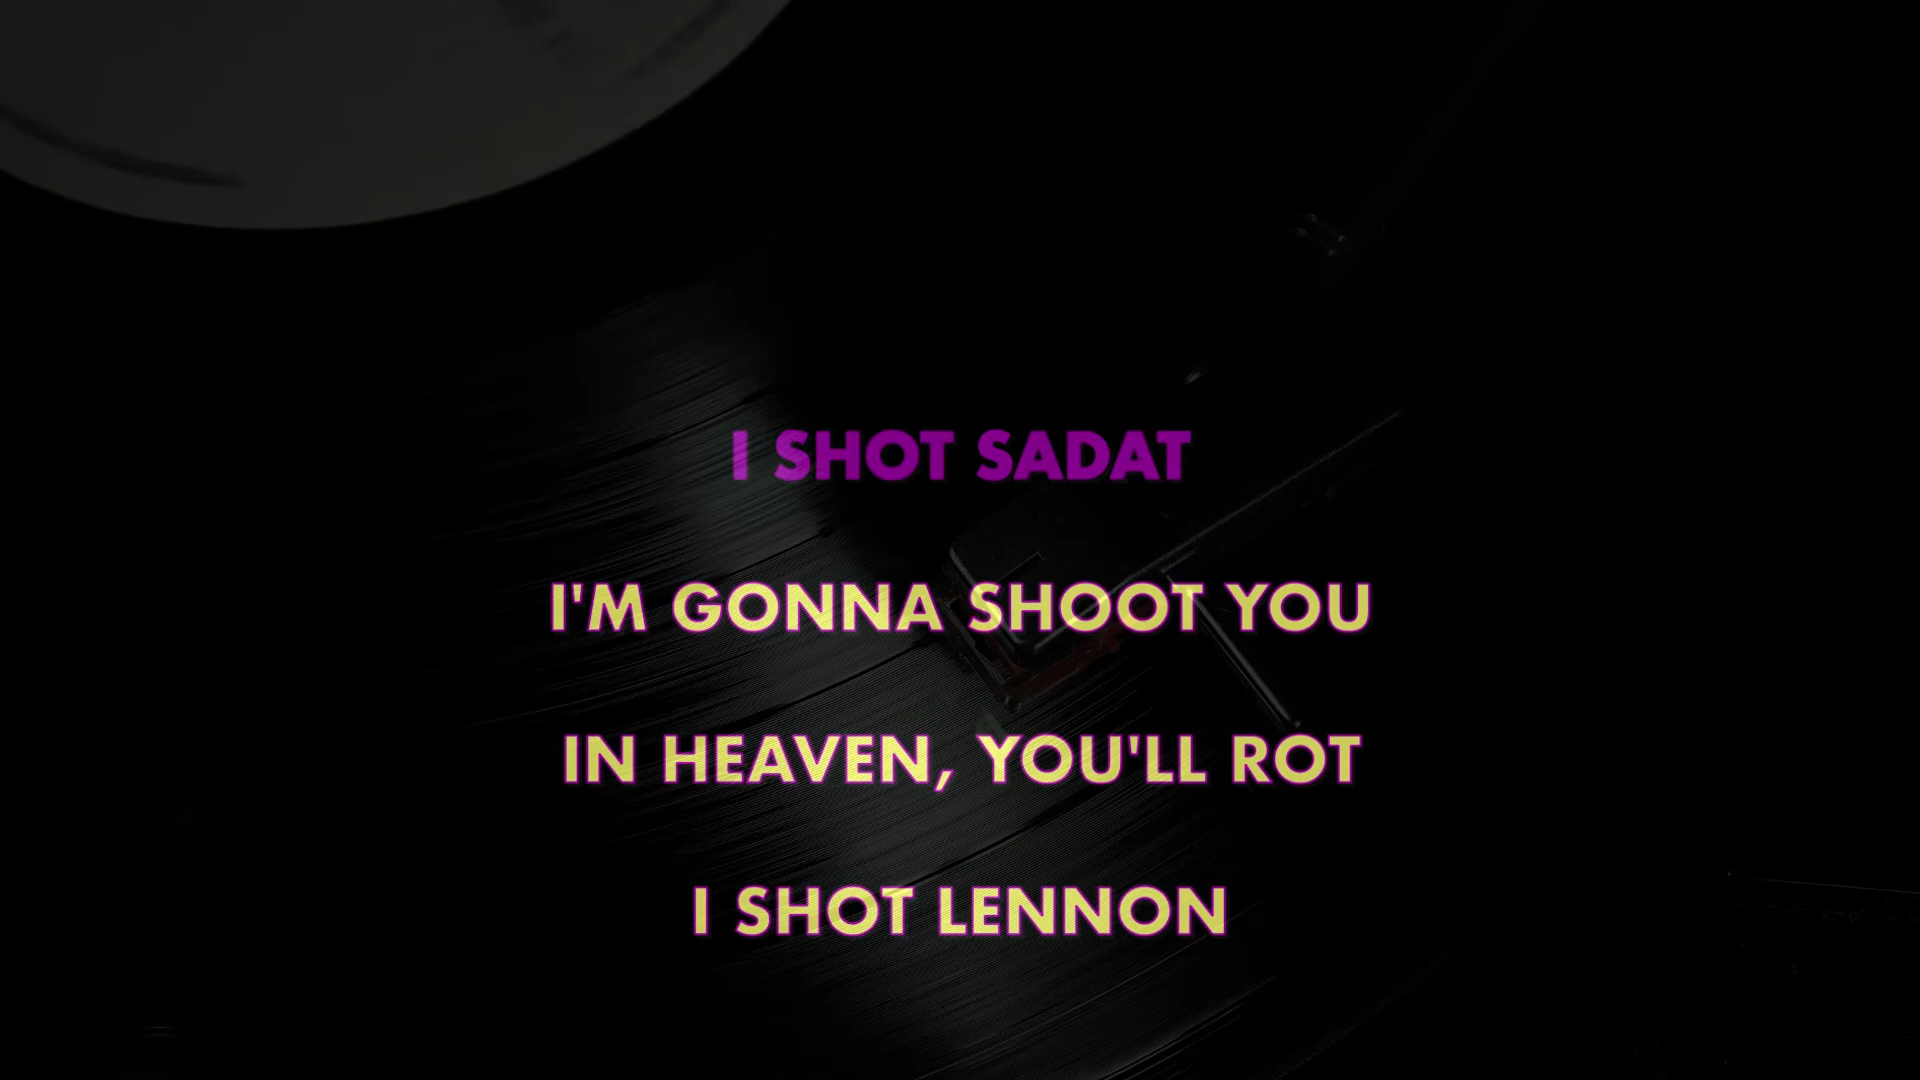 I SHOT SADAT
I'M GONNA SHOOT YOU
IN HEAVEN, YOU'LL ROT
I SHOT LENNON